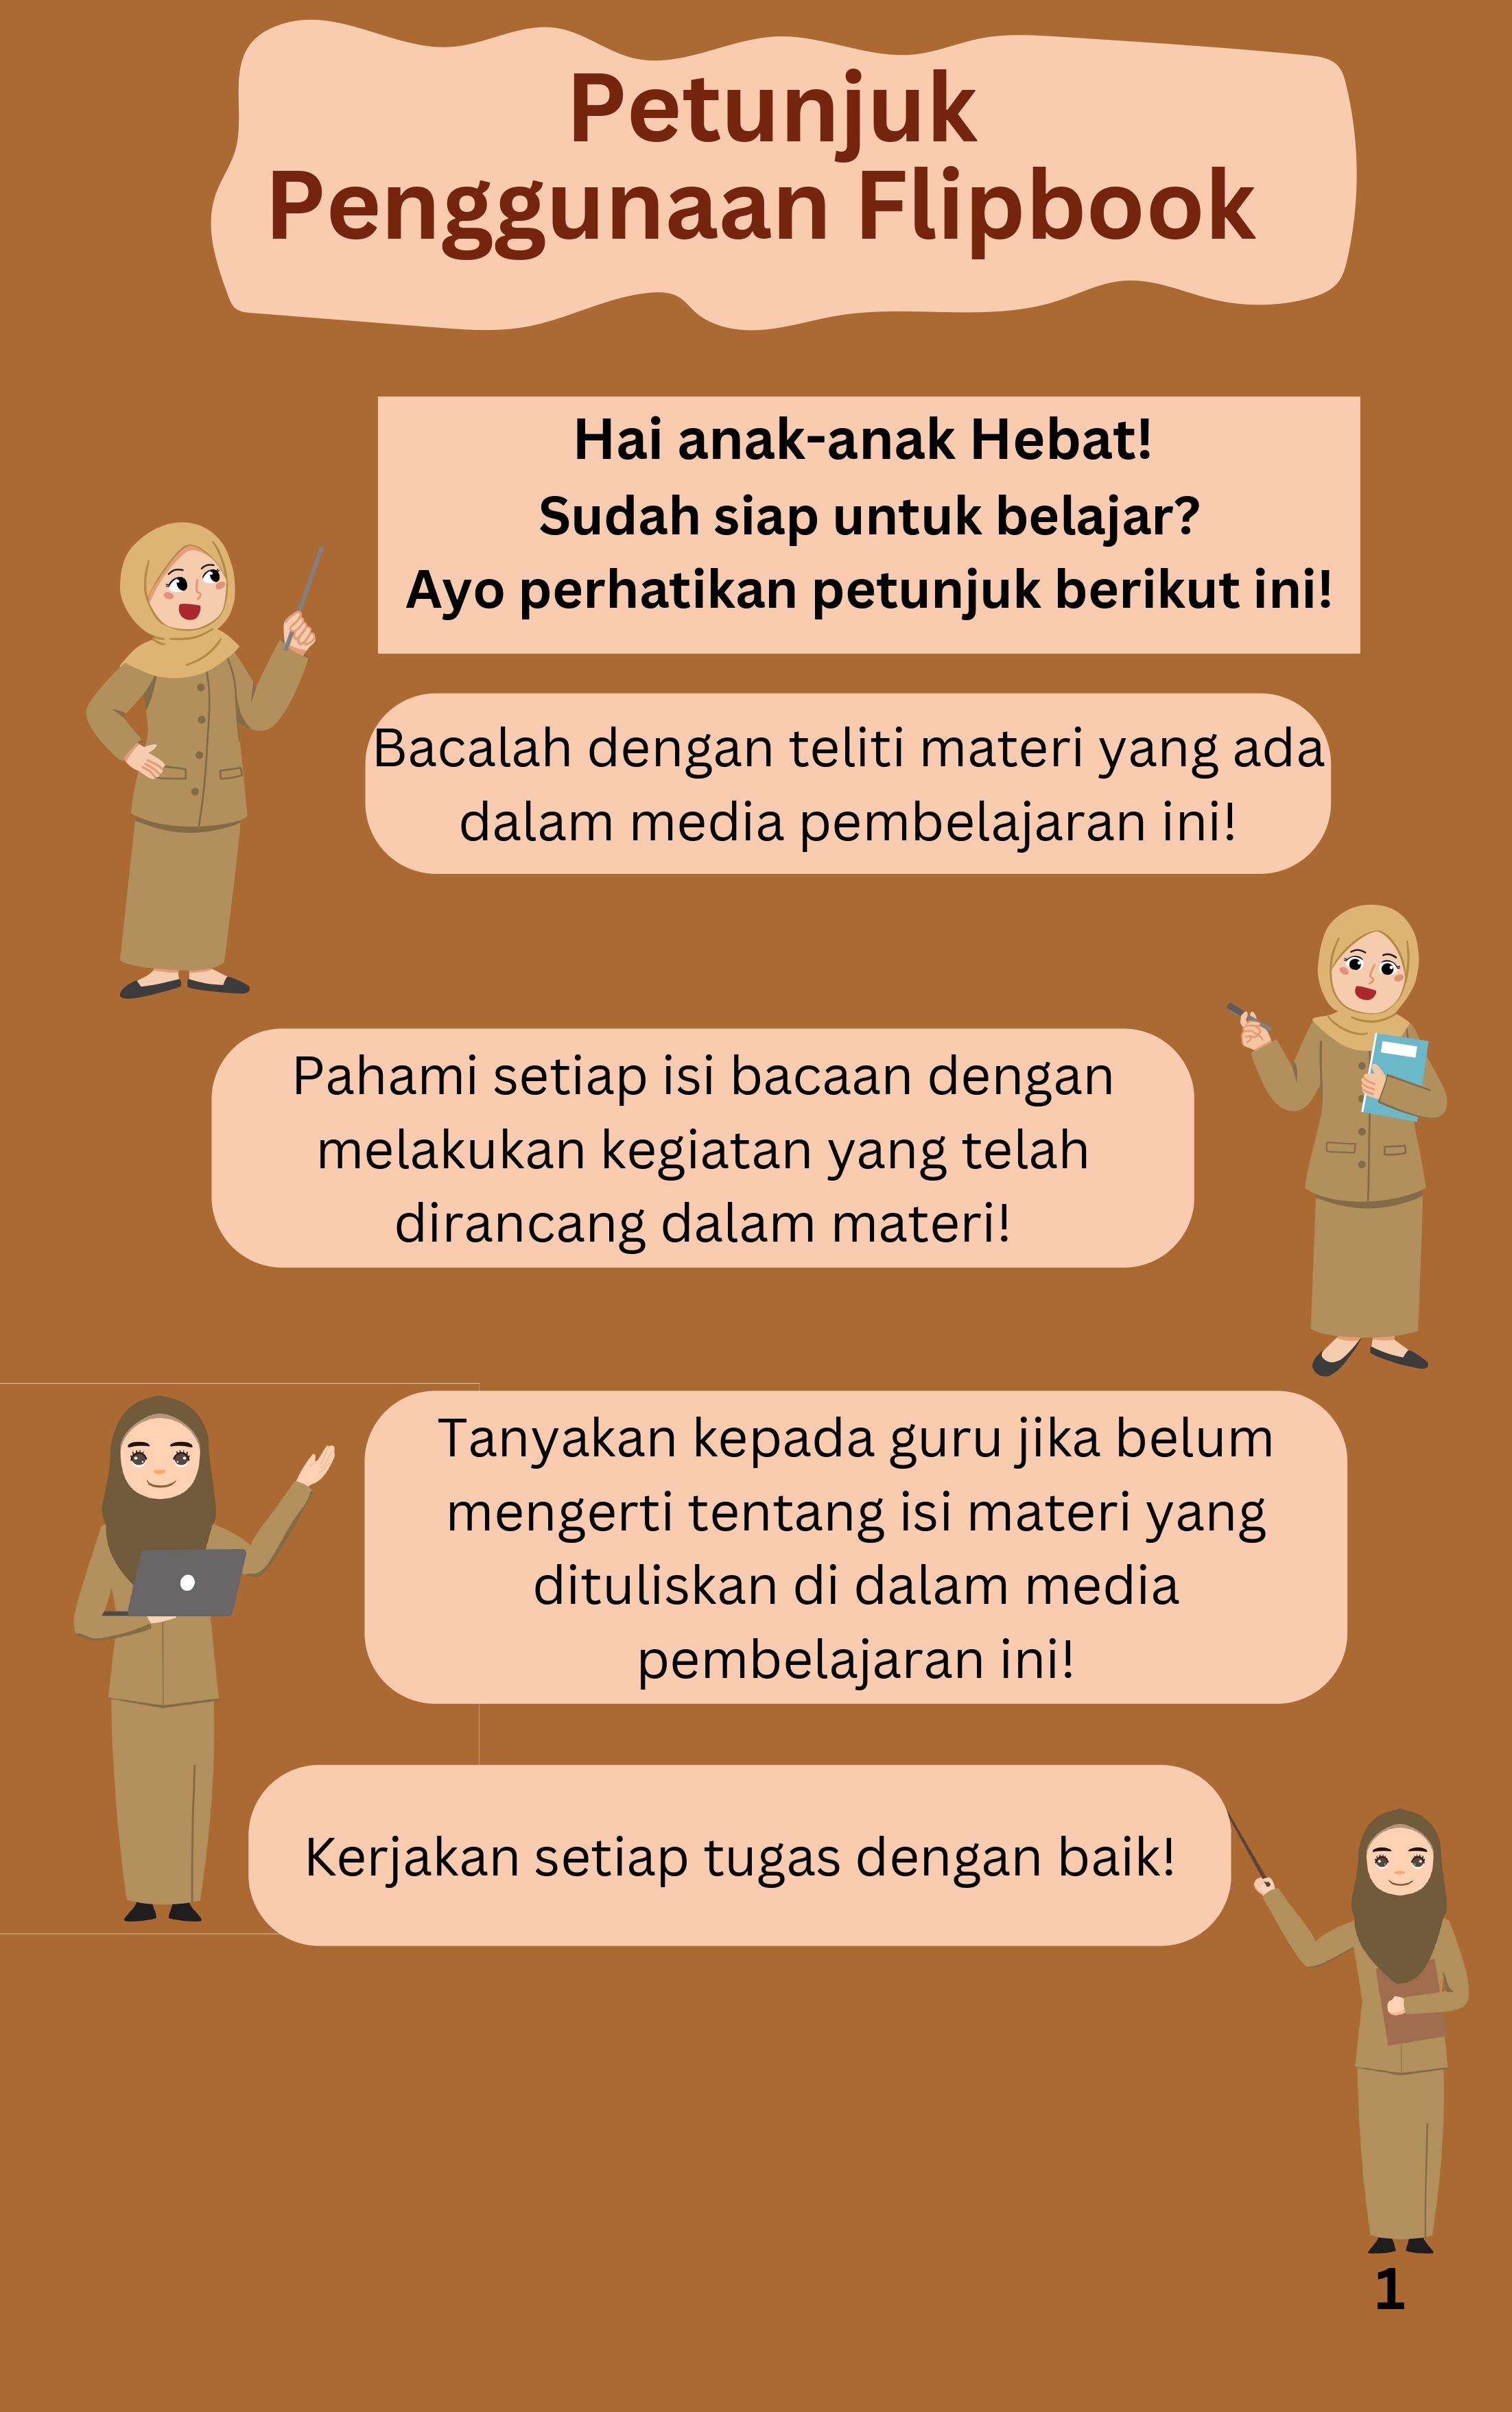 Petunjuk
Penggunaan Flipbook
Hai anak-anak Hebat!
Sudah siap untuk belajar?
Ayo perhatikan petunjuk berikut ini!
Bacalah dengan teliti materi yang ada
dalam media pembelajaran ini!
Pahami setiap isi bacaan dengan
melakukan kegiatan yang telah
dirancang dalam materi!
Tanyakan kepada guru jika belum
mengerti tentang isi materi yang
dituliskan di dalam media
pembelajaran ini!
Kerjakan setiap tugas dengan baik!
1